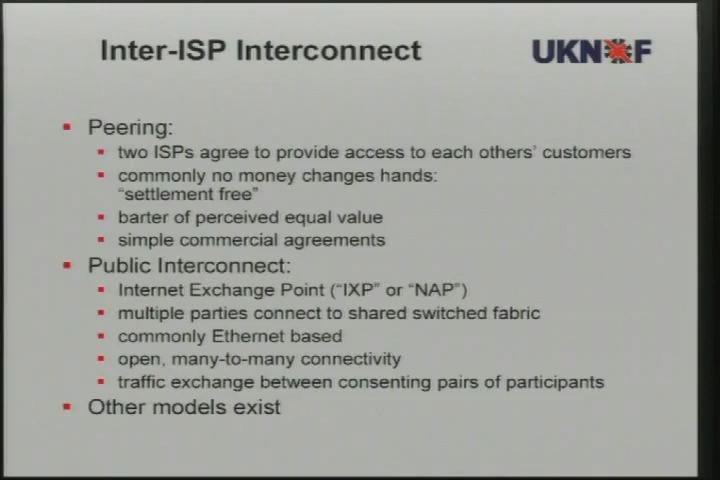 Inter-ISP Interconnect
UKNOF
Peering:
two ISPs agree to provide access to each others' customers
commonly no money changes hands:
"settlement free"
barter of perceived equal value
simple commercial agreements
Public Interconnect:
Internet Exchange Point ("IXP" or "NAP")
multiple parties connect to shared switched fabric
commonly Ethernet based
open, many-to-many connectivity
traffic exchange between consenting pairs of participants
Other models exist